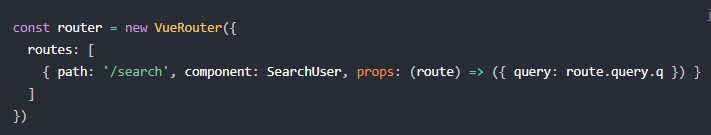 const router = new VueRouter({
  routes: [
    { path: '/search', component: SearchUser, props: (route) => ({ query: route.query.q }) }
  ]
})